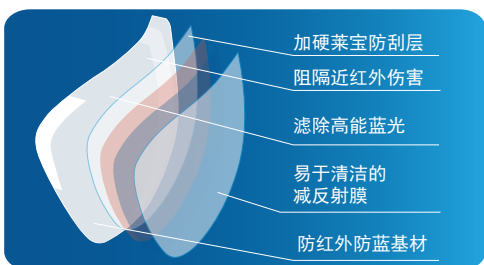 加硬莱宝防刮层
阻隔近红外伤害
滤除高能蓝光
易于清洁的
减反射膜
防红外防蓝基材